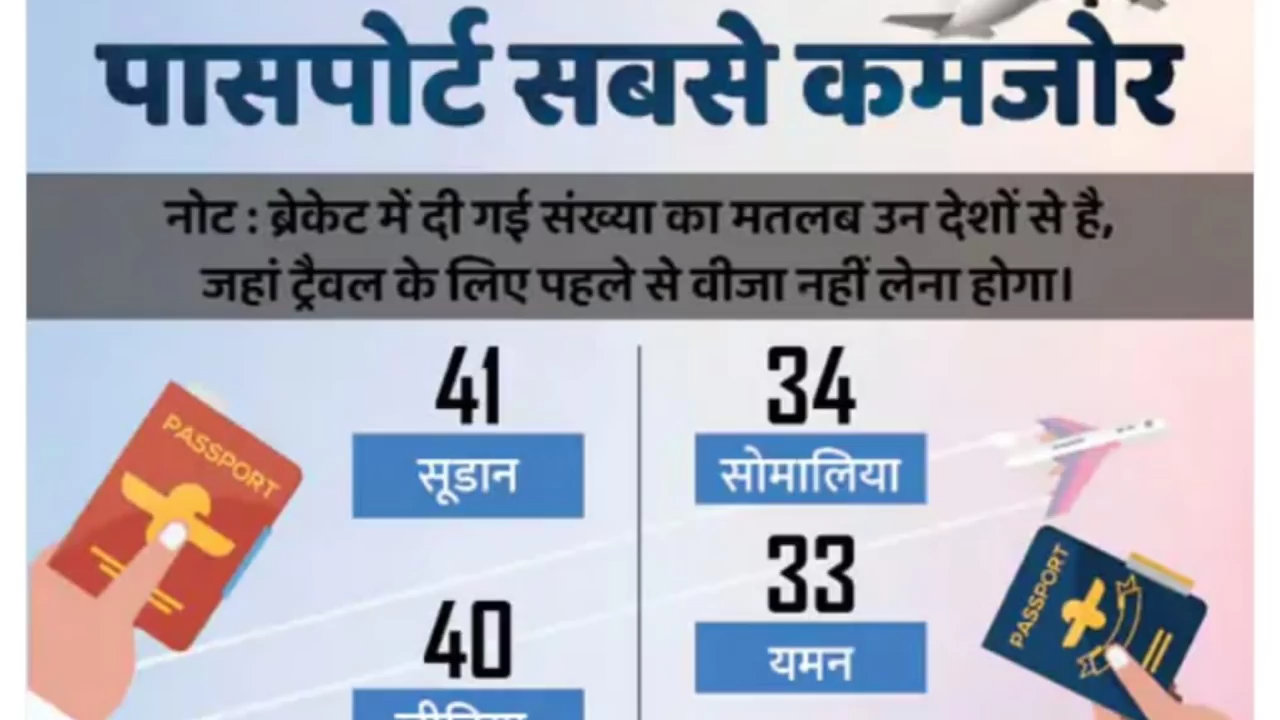 पासपोर्ट सबसे कमजोर
नोट : ब्रेकेट में दी गई संख्या का मतलब उन देशों से है,
जहां ट्रैवल के लिए पहले से वीजा नहीं लेना होगा।
41
सूडान
40
34
सोमालिया
33
यमन
PASSPORT
PASSPORT